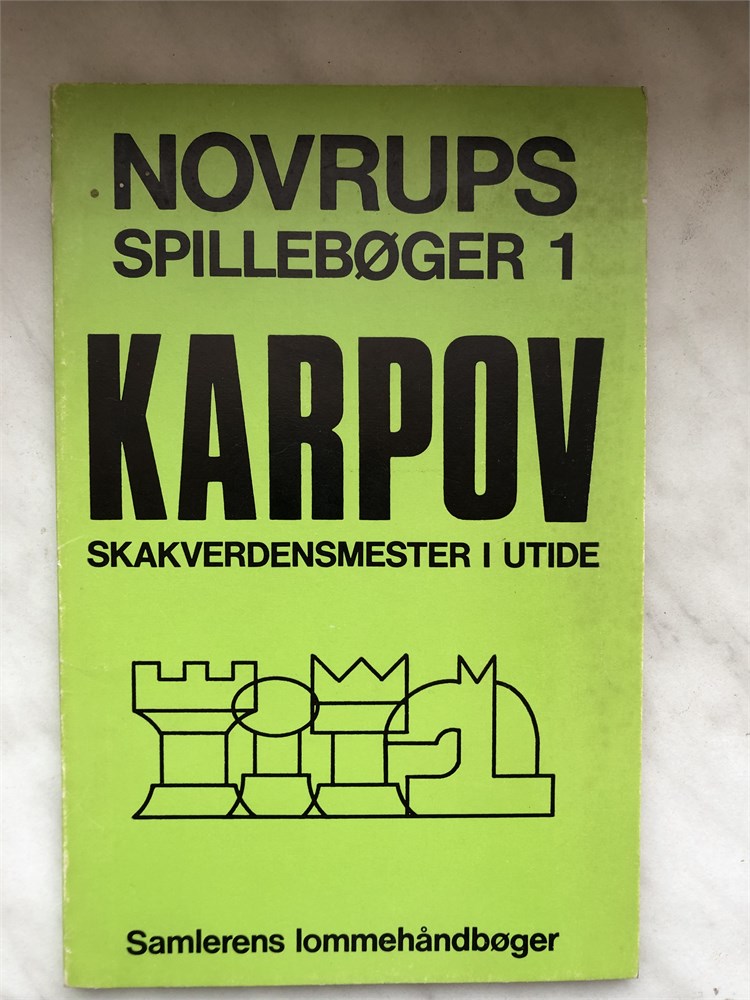 NOVRUPS
SPILLEBØGER 1
KARPOV
SKAKVERDENSMESTER I UTIDE
Samlerens lommehåndbøger